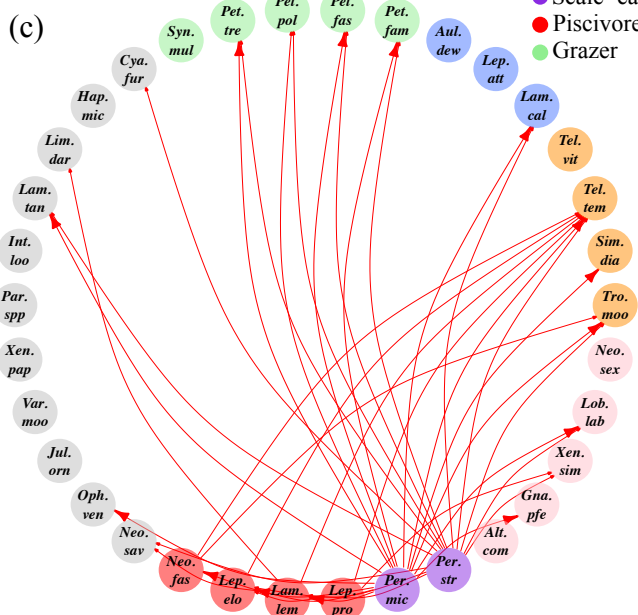 (c)
Scale-ea
Piscivore
Grazer
Pet.
pol
Pet.
fas
Pet.
tre
Pet.
fam
Syn.
mul
Aul.
dew
Cya.
fur
Lep.
att
Hap.
mic
Lam.
cal
Lim.
dar
Tel.
vit
Lam.
tan
Tel.
tem
Int.
loo
Sim.
dia
Par.
spp
Tro.
moo
Xen.
pap
Neo.
sex
Var.
moo
Lob.
lab
Jul.
orn
Xen.
sim
Oph.
ven
Gna.
pfe
Neo.
sav
Alt.
com
Neo.
fas
Per.
str
Lep.
elo
Per.
mic
Lam.
lem
Lep.
pro